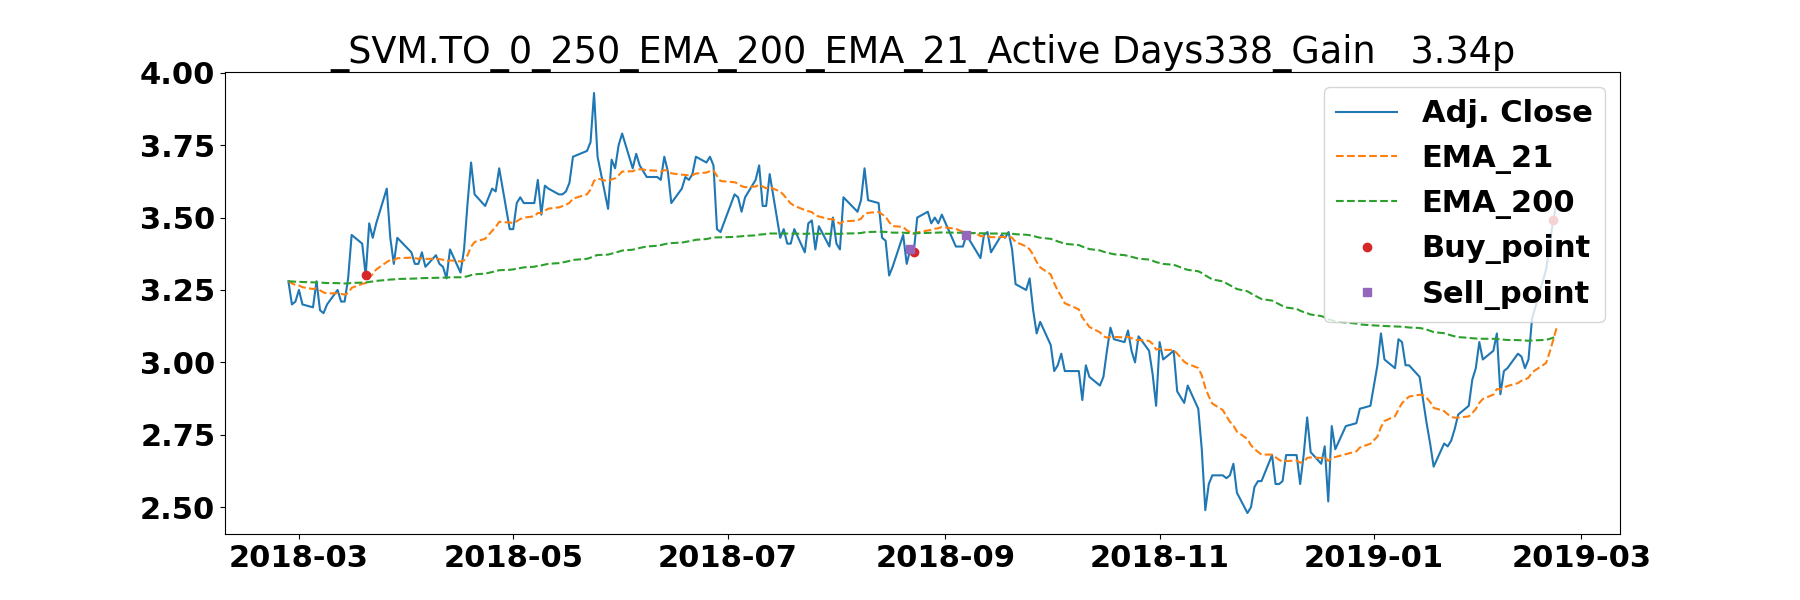 _SVM.TO_0_250_EMA_200_EMA_21_Active Days338_Gain   3.34p
4.00
3.75
3.50
3.25
3.00
2.75
2.50
Adj. Close
EMA_21
EMA_200
Buy_point
Sell_point
2018-03 2018-05 2018-07 2018-09 2018-11 2019-01 2019-03